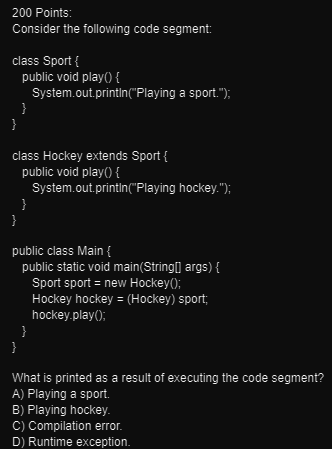 200 Points:
Consider the following code segment:
class Sport {
public void play() {
System.out.println("Playing a sport.");
}
}
class Hockey extends Sport {
public void play() {
System.out.println("Playing hockey.");
}
}
public class Main {
public static void main(String[] args) {
Sport sport = new Hockey();
Hockey hockey = (Hockey) sport;
hockey.play();
}
}
What is printed as a result of executing the code segment?
A) Playing a sport.
B) Playing hockey.
C) Compilation error.
D) Runtime exception.